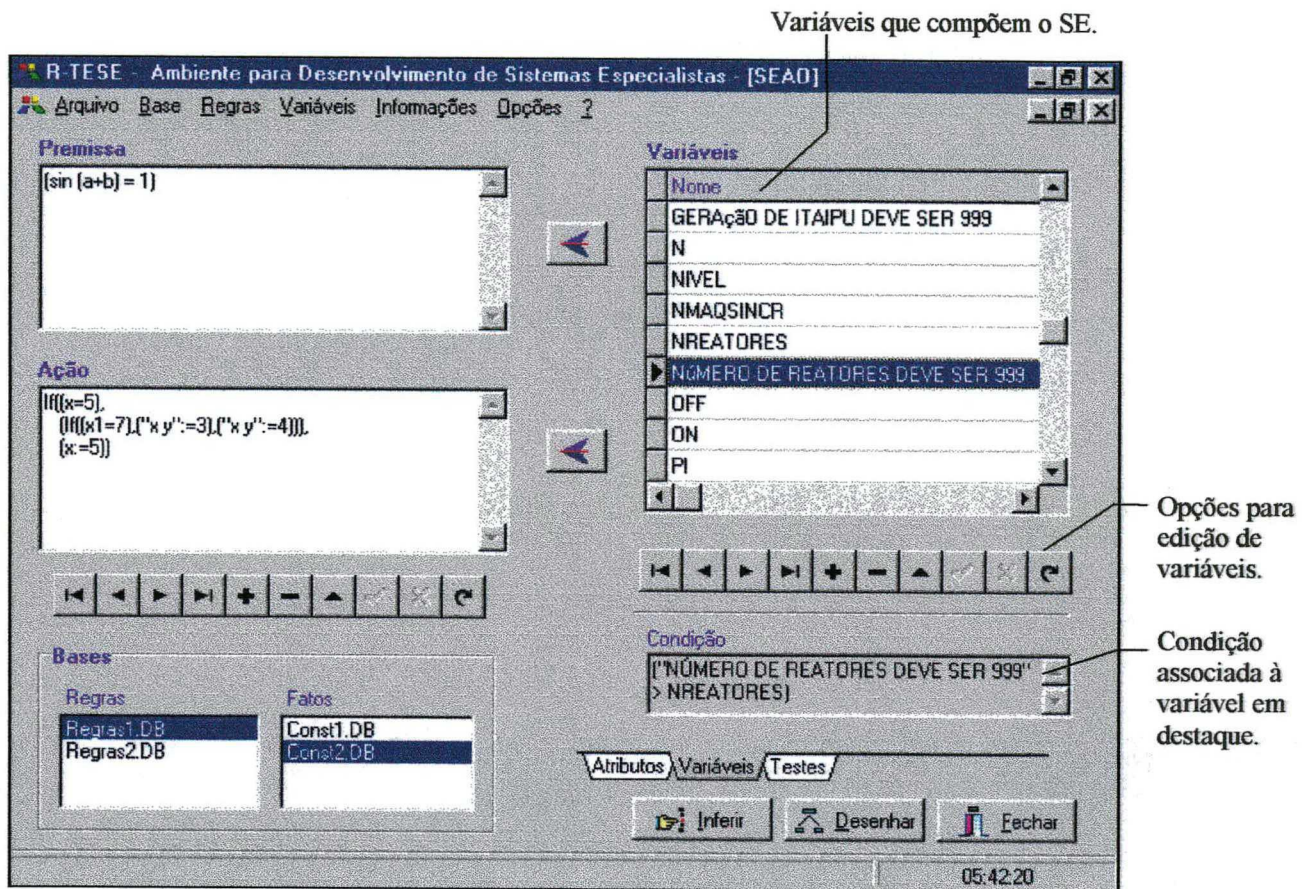 Variáveis que compõem o SE.
R-TESE - Ambiente para Desenvolvimento de Sistemas Especialistas - [SEAO]
Arquivo Base Regras Variáveis Informações Opções ?
Premissa
(sin (a+b) = 1)
Ação
If((x=5),
(If((x1=7),("x y":=3),("x y":=4))),
(x:=5))
Bases
Regras
Regras1.DB
Regras2.DB
Fatos
Const1.DB
Const2.DB
Variáveis
Nome
GERAçãO DE ITAIPU DEVE SER 999
N
NIVEL
NMAQSINCR
NREATORES
NúMERO DE REATORES DEVE SER 999
OFF
ON
PI
Opções para
edição de
variáveis.
Condição
("NÚMERO DE REATORES DEVE SER 999"
> NREATORES)
Condição
associada à
variável em
destaque.
Atributos Variáveis Testes
Inferir Desenhar Fechar
05:42:20